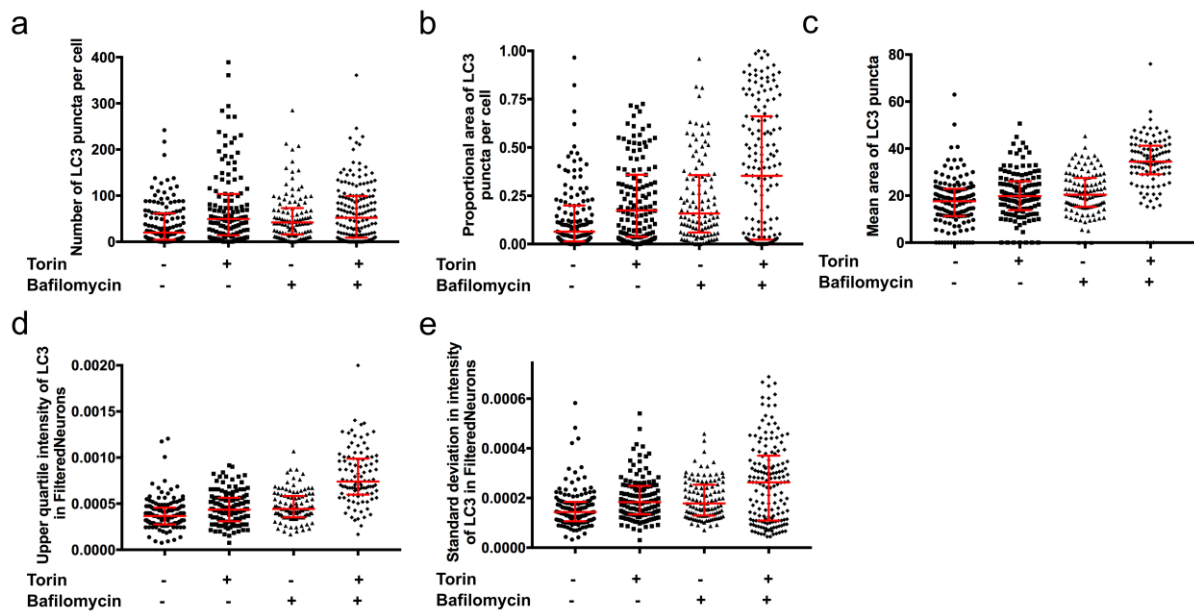 a
Number of LC3 puncta per cell
400
300
200
100
0
Torin - + - +
Bafilomycin - - + +
b
Proportional area of LC3
puncta per cell
1.00
0.75
0.50
0.25
0.00
- + - +
- - + +
c
Mean area of LC3 puncta
80
60
40
20
0
Torin - + - +
Bafilomycin - - + +
d
Upper quartile intensity of LC3
in FilteredNeurons
0.0020
0.0015
0.0010
0.0005
0.0000
Torin - + - +
Bafilomycin - - + +
e
Standard deviation in intensity
of LC3 in FilteredNeurons
0.0006
0.0004
0.0002
0.0000
Torin - + - +
Bafilomycin - - + +